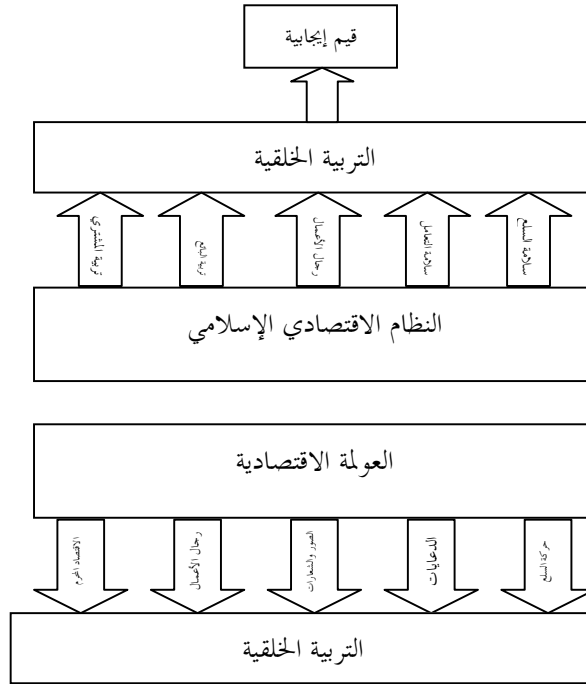 قيم إيجابية
التربية الخلقية
سلامة السلع
سلامة التعامل
رجال الأعمال
تربية البائع
تربية المشتري
النظام الاقتصادي الإسلامي
العولمة الاقتصادية
حركة السلع
الدعايات
الصور والشعارات
رجال الأعمال
الاقتصاد المحرم
التربية الخلقية